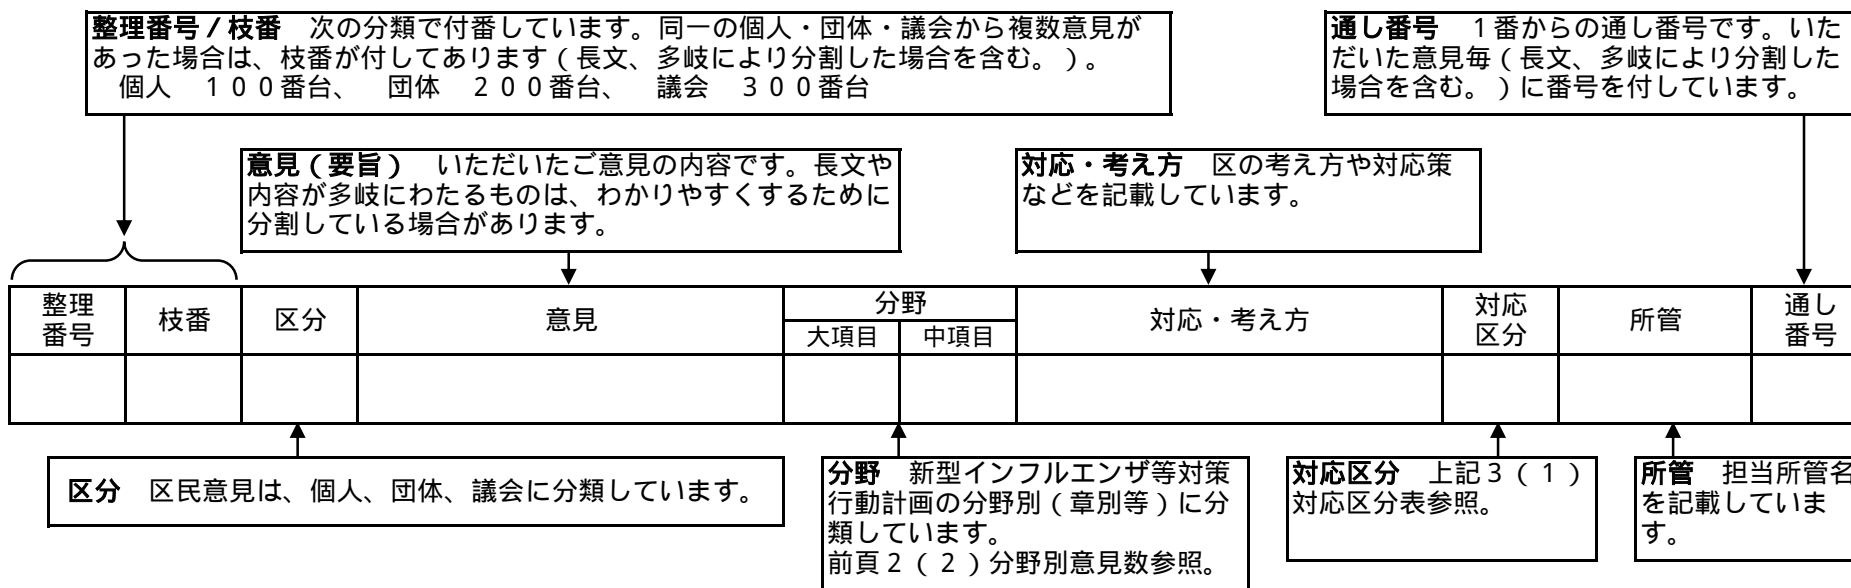 整理番号/枝番　次の分類で付番しています。同一の個人・団体・議会から複数意見が
あった場合は、枝番が付してあります(長文、多岐により分割した場合を含む。)。
個人　100番台、　団体　200番台、　議会　300番台
通し番号　1番からの通し番号です。いた
だいた意見毎(長文、多岐により分割した
場合を含む。)に番号を付しています。
意見(要旨)　いただいたご意見の内容です。長文や
内容が多岐にわたるものは、わかりやすくするために
分割している場合があります。
対応・考え方　区の考え方や対応策
などを記載しています。
整理
番号
枝番
区分
意見
分野
大項目
中項目
対応・考え方
対応
区分
所管
通し
番号
区分　区民意見は、個人、団体、議会に分類しています。
分野　新型インフルエンザ等対策
行動計画の分野別(章別等)に分
類しています。
前頁2(2)分野別意見数参照。
対応区分　上記3(1)
対応区分表参照。
所管　担当所管名
を記載していま
す。